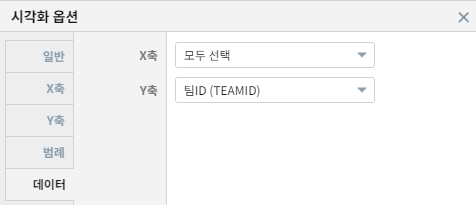 시각화 옵션
일반
X축
Y축
범례
데이터
X축 모두 선택
Y축 팀ID (TEAMID)